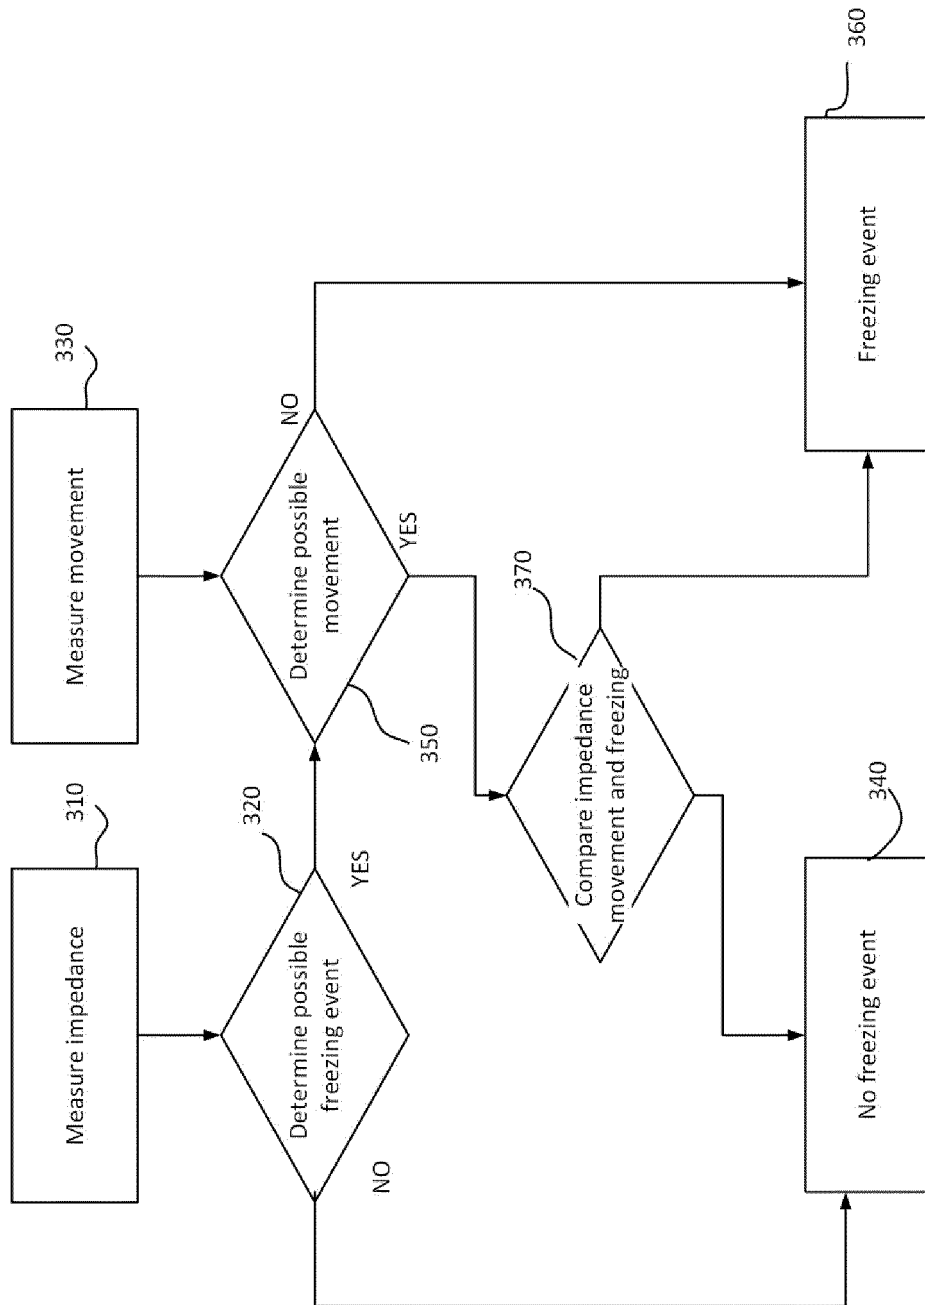 310
Measure impedance
330
Measure movement
320
Determine possible
freezing event
YES
NO
Determine possible
movement
NO
YES
350
370
Compare impedance
movement and freezing
340
No freezing event
360
Freezing event